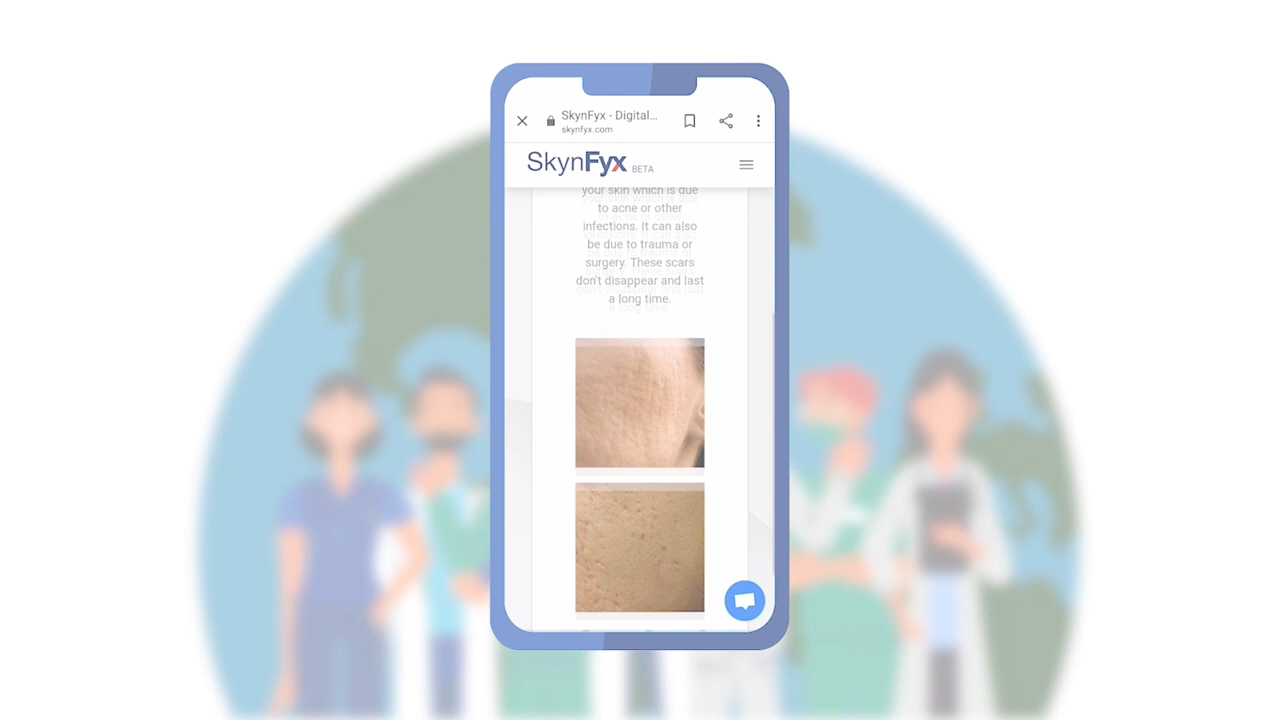 SkynFyx - Digital...
skynfyx.com
SkynFyx BETA
your skin which is due
to acne or other
infections. It can also
be due to trauma or
surgery. These scars
don't disappear and last
a long time.